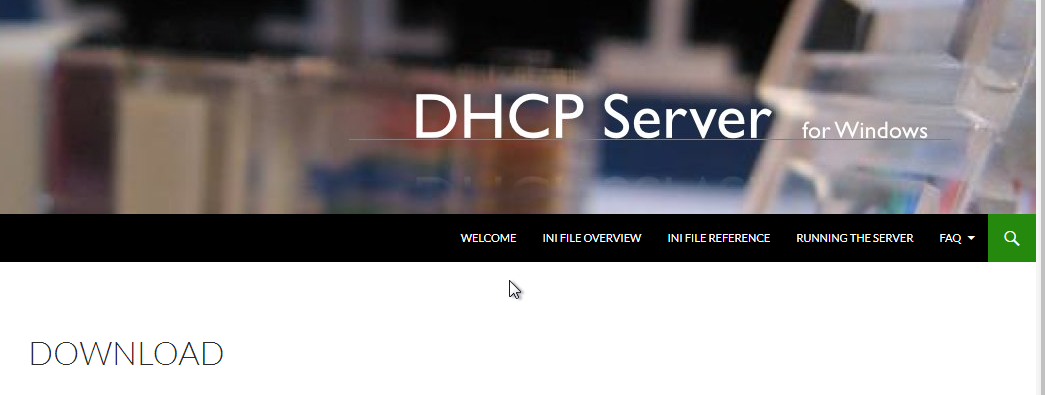 DHCP Server for Windows
WELCOME INI FILE OVERVIEW INI FILE REFERENCE RUNNING THE SERVER FAQ
DOWNLOAD